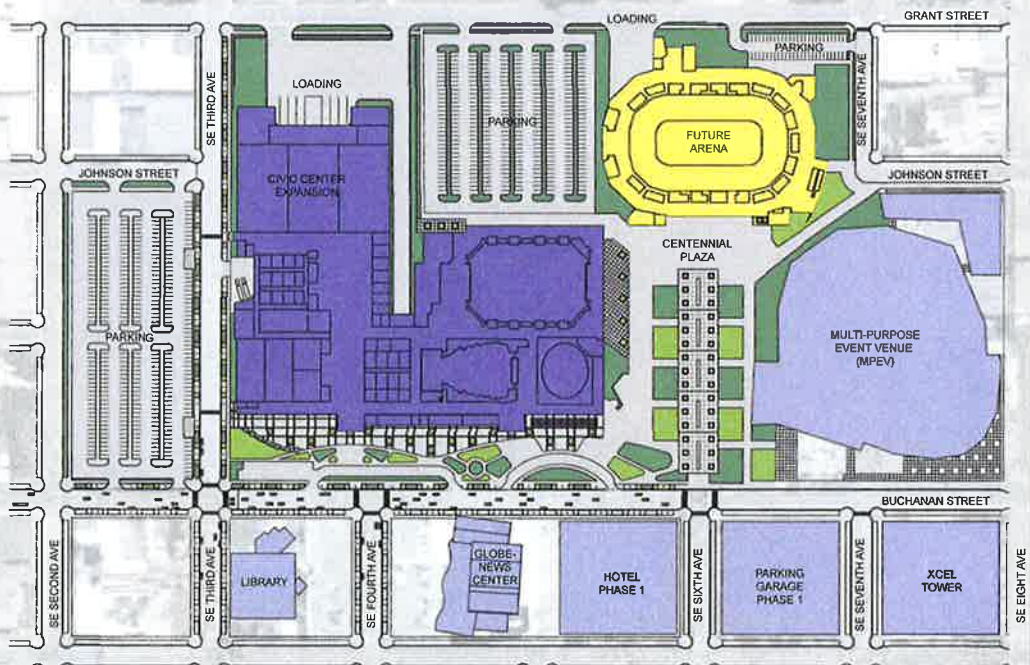 GRANT STREET
LOADING
PARKING
SE THIRD AVE
SE SEVENTH AVE
LOADING
PARKING
FUTURE
ARENA
JOHNSON STREET
JOHNSON STREET
CIVIC CENTER
EXPANSION
CENTENNIAL
PLAZA
PARKING
MULTI-PURPOSE
EVENT VENUE
(MPEV)
BUCHANAN STREET
SE SECOND AVE
SE THIRD AVE
LIBRARY
SE FOURTH AVE
GLOBE-
NEWS
CENTER
HOTEL
PHASE 1
SE SIXTH AVE
PARKING
GARAGE
PHASE 1
SE SEVENTH AVE
XCEL
TOWER
SE EIGHT AVE